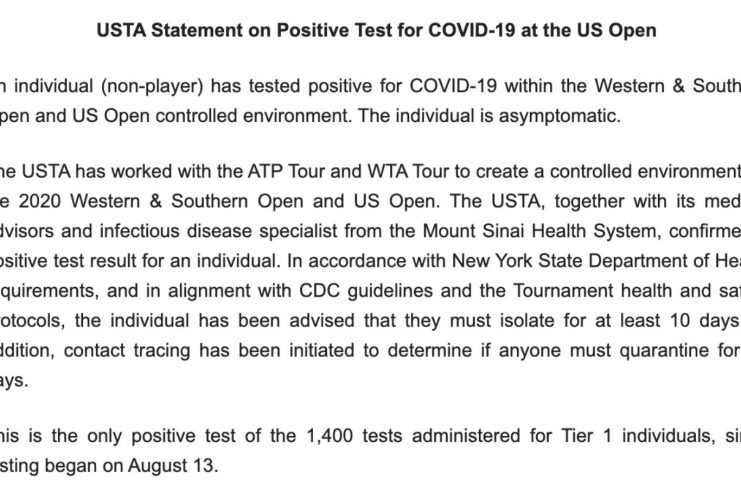 USTA Statement on Positive Test for COVID-19 at the US Open
n individual (non-player) has tested positive for COVID-19 within the Western & South
pen and US Open controlled environment. The individual is asymptomatic.
he USTA has worked with the ATP Tour and WTA Tour to create a controlled environment
e 2020 Western & Southern Open and US Open. The USTA, together with its med
dvisors and infectious disease specialist from the Mount Sinai Health System, confirme
ositive test result for an individual. In accordance with New York State Department of Hea
equirements, and in alignment with CDC guidelines and the Tournament health and saf
rotocols, the individual has been advised that they must isolate for at least 10 days
ddition, contact tracing has been initiated to determine if anyone must quarantine for
ays.
his is the only positive test of the 1,400 tests administered for Tier 1 individuals, sin
sting began on August 13.